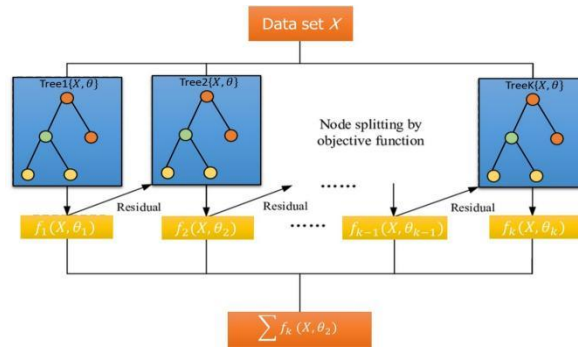 Data set X
Tree1{X, θ}
Tree2{X, θ}
TreeK{X, θ}
Node splitting by
objective function
......
Residual
Residual
Residual
f₁(X, θ₁)
f₂(X, θ₂)
......
fₖ₋₁(X, θₖ₋₁)
fₖ(X, θₖ)
∑ fₖ (X, θ₂)